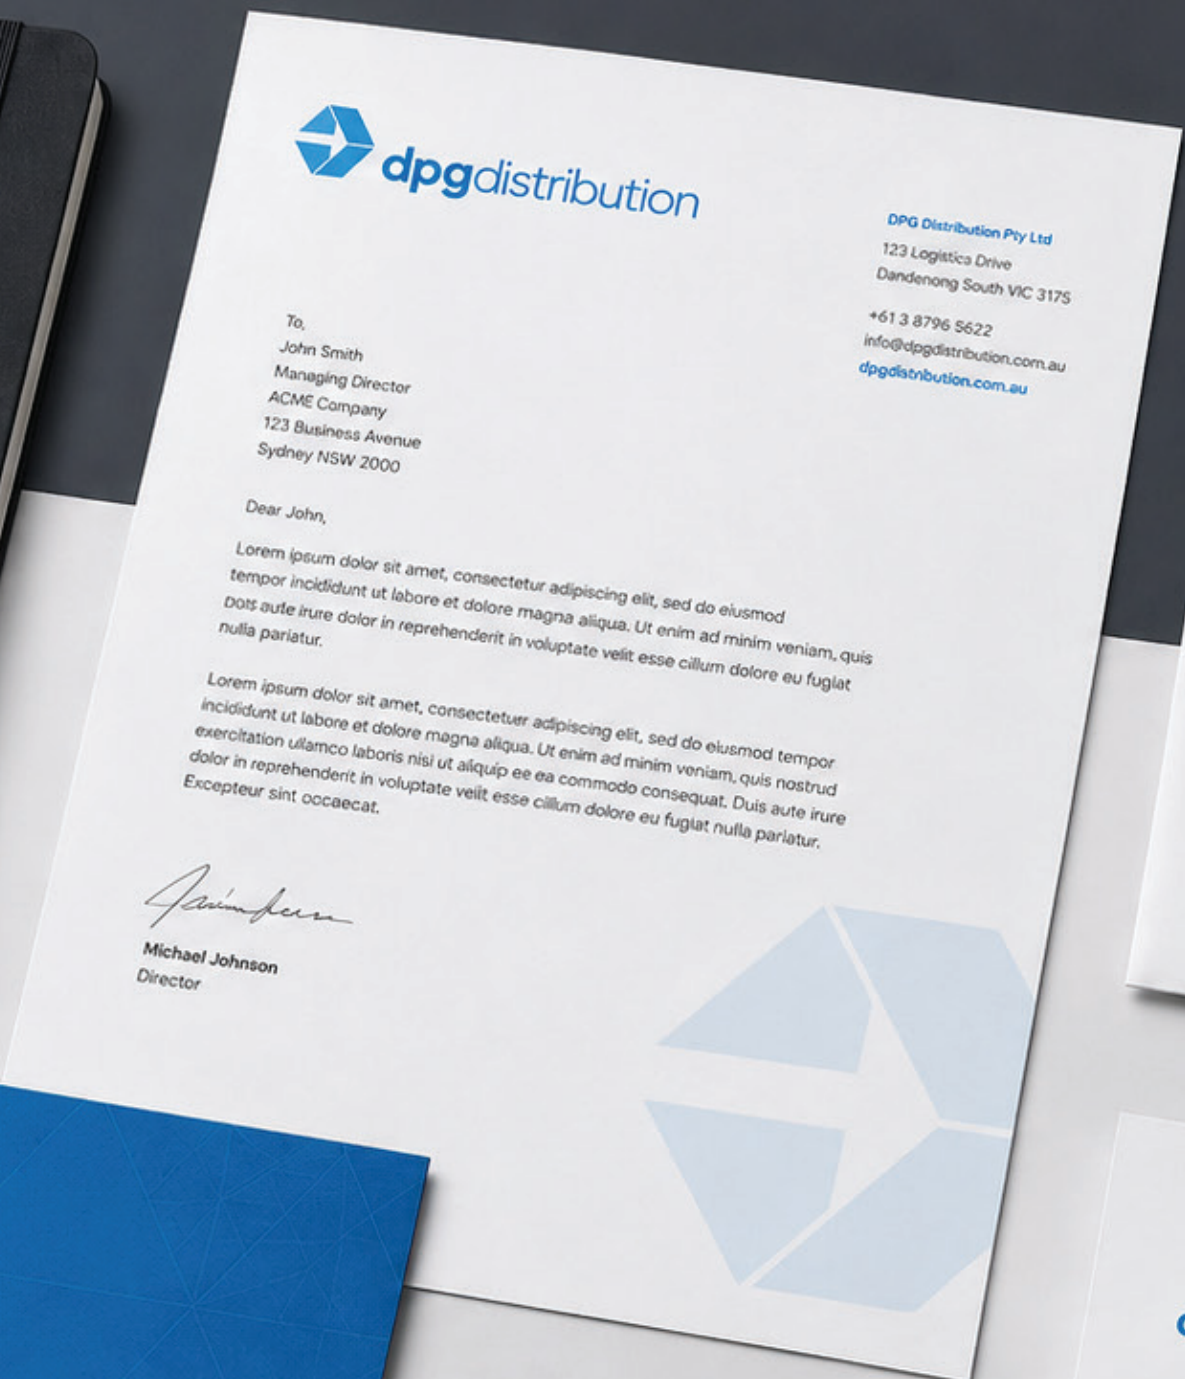 dpgdistribution
DPG Distribution Pty Ltd
123 Logistics Drive
Dandenong South VIC 3175
+61 3 8796 5622
info@dpgdistribution.com.au
dpgdistribution.com.au
To,
John Smith
Managing Director
ACME Company
123 Business Avenue
Sydney NSW 2000
Dear John,
Lorem ipsum dolor sit amet, consectetur adipiscing elit, sed do eiusmod
tempor incididunt ut labore et dolore magna aliqua. Ut enim ad minim veniam, quis
Dots aute irure dolor in reprehenderit in voluptate velit esse cillum dolore eu fugiat
nulla pariatur.
Lorem ipsum dolor sit amet, consectetuer adipiscing elit, sed do eiusmod tempor
incididunt ut labore et dolore magna aliqua. Ut enim ad minim veniam, quis nostrud
exercitation ullamco laboris nisi ut aliquip ee ea commodo consequat. Duis aute irure
dolor in reprehenderit in voluptate velit esse cillum dolore eu fugiat nulla pariatur.
Excepteur sint occaecat.
Michael Johnson
Director